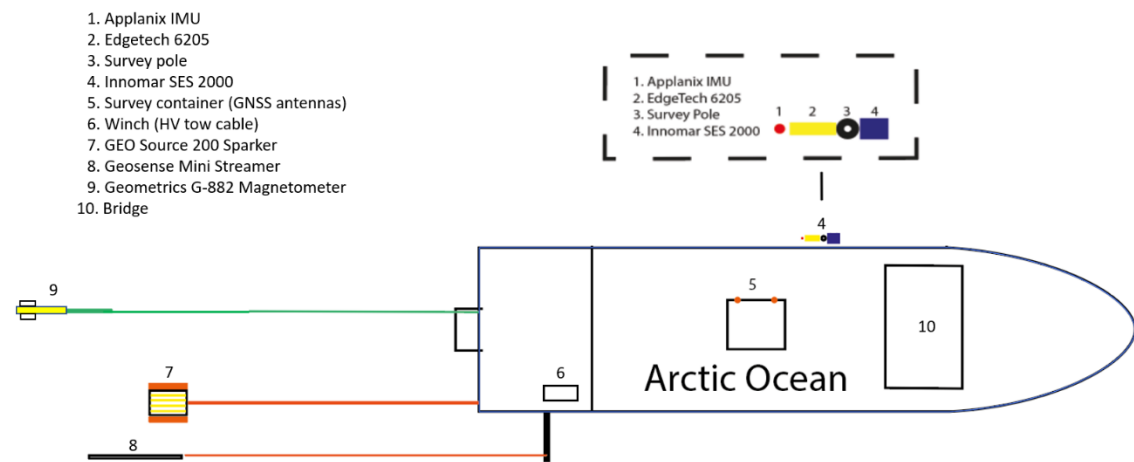 1. Applanix IMU
2. Edgetech 6205
3. Survey pole
4. Innomar SES 2000
5. Survey container (GNSS antennas)
6. Winch (HV tow cable)
7. GEO Source 200 Sparker
8. Geosense Mini Streamer
9. Geometrics G-882 Magnetometer
10. Bridge
1. Applanix IMU
2. EdgeTech 6205
3. Survey Pole
4. Innomar SES 2000
1 2 3 4
4
9
5
10
7
6
Arctic Ocean
8